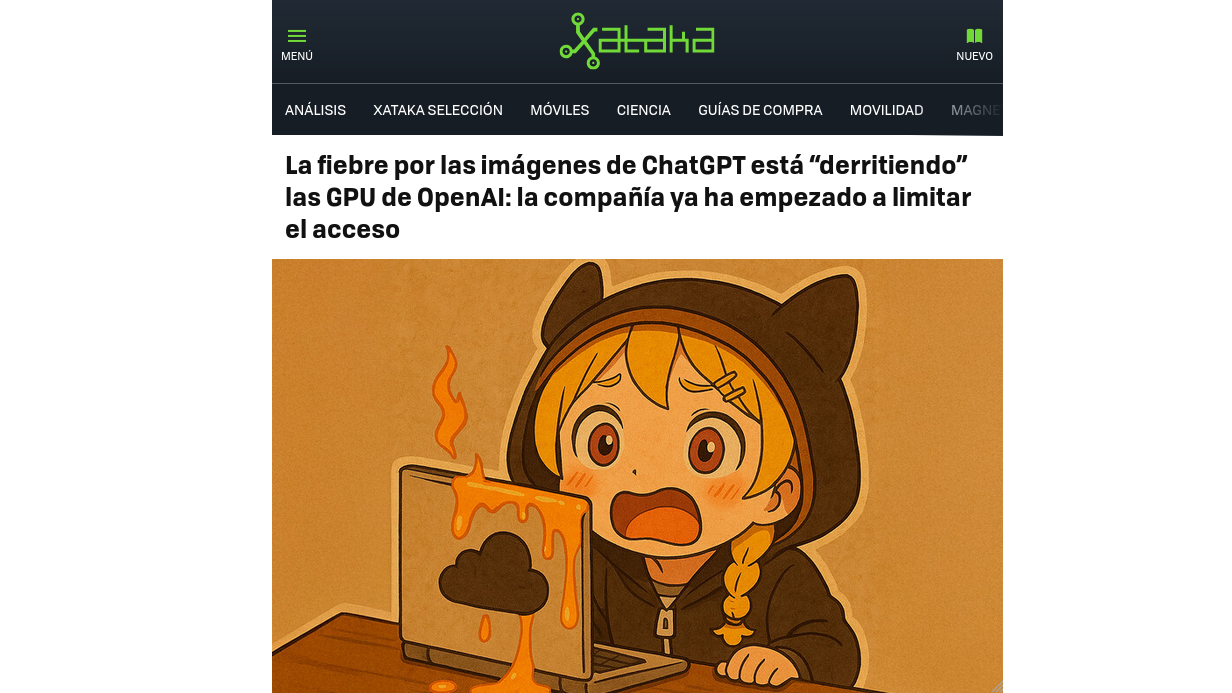 xataka
MENÚ
NUEVO
ANÁLISIS XATAKA SELECCIÓN MÓVILES CIENCIA GUÍAS DE COMPRA MOVILIDAD MAGNE
La fiebre por las imágenes de ChatGPT está “derritiendo”
las GPU de OpenAI: la compañía ya ha empezado a limitar
el acceso